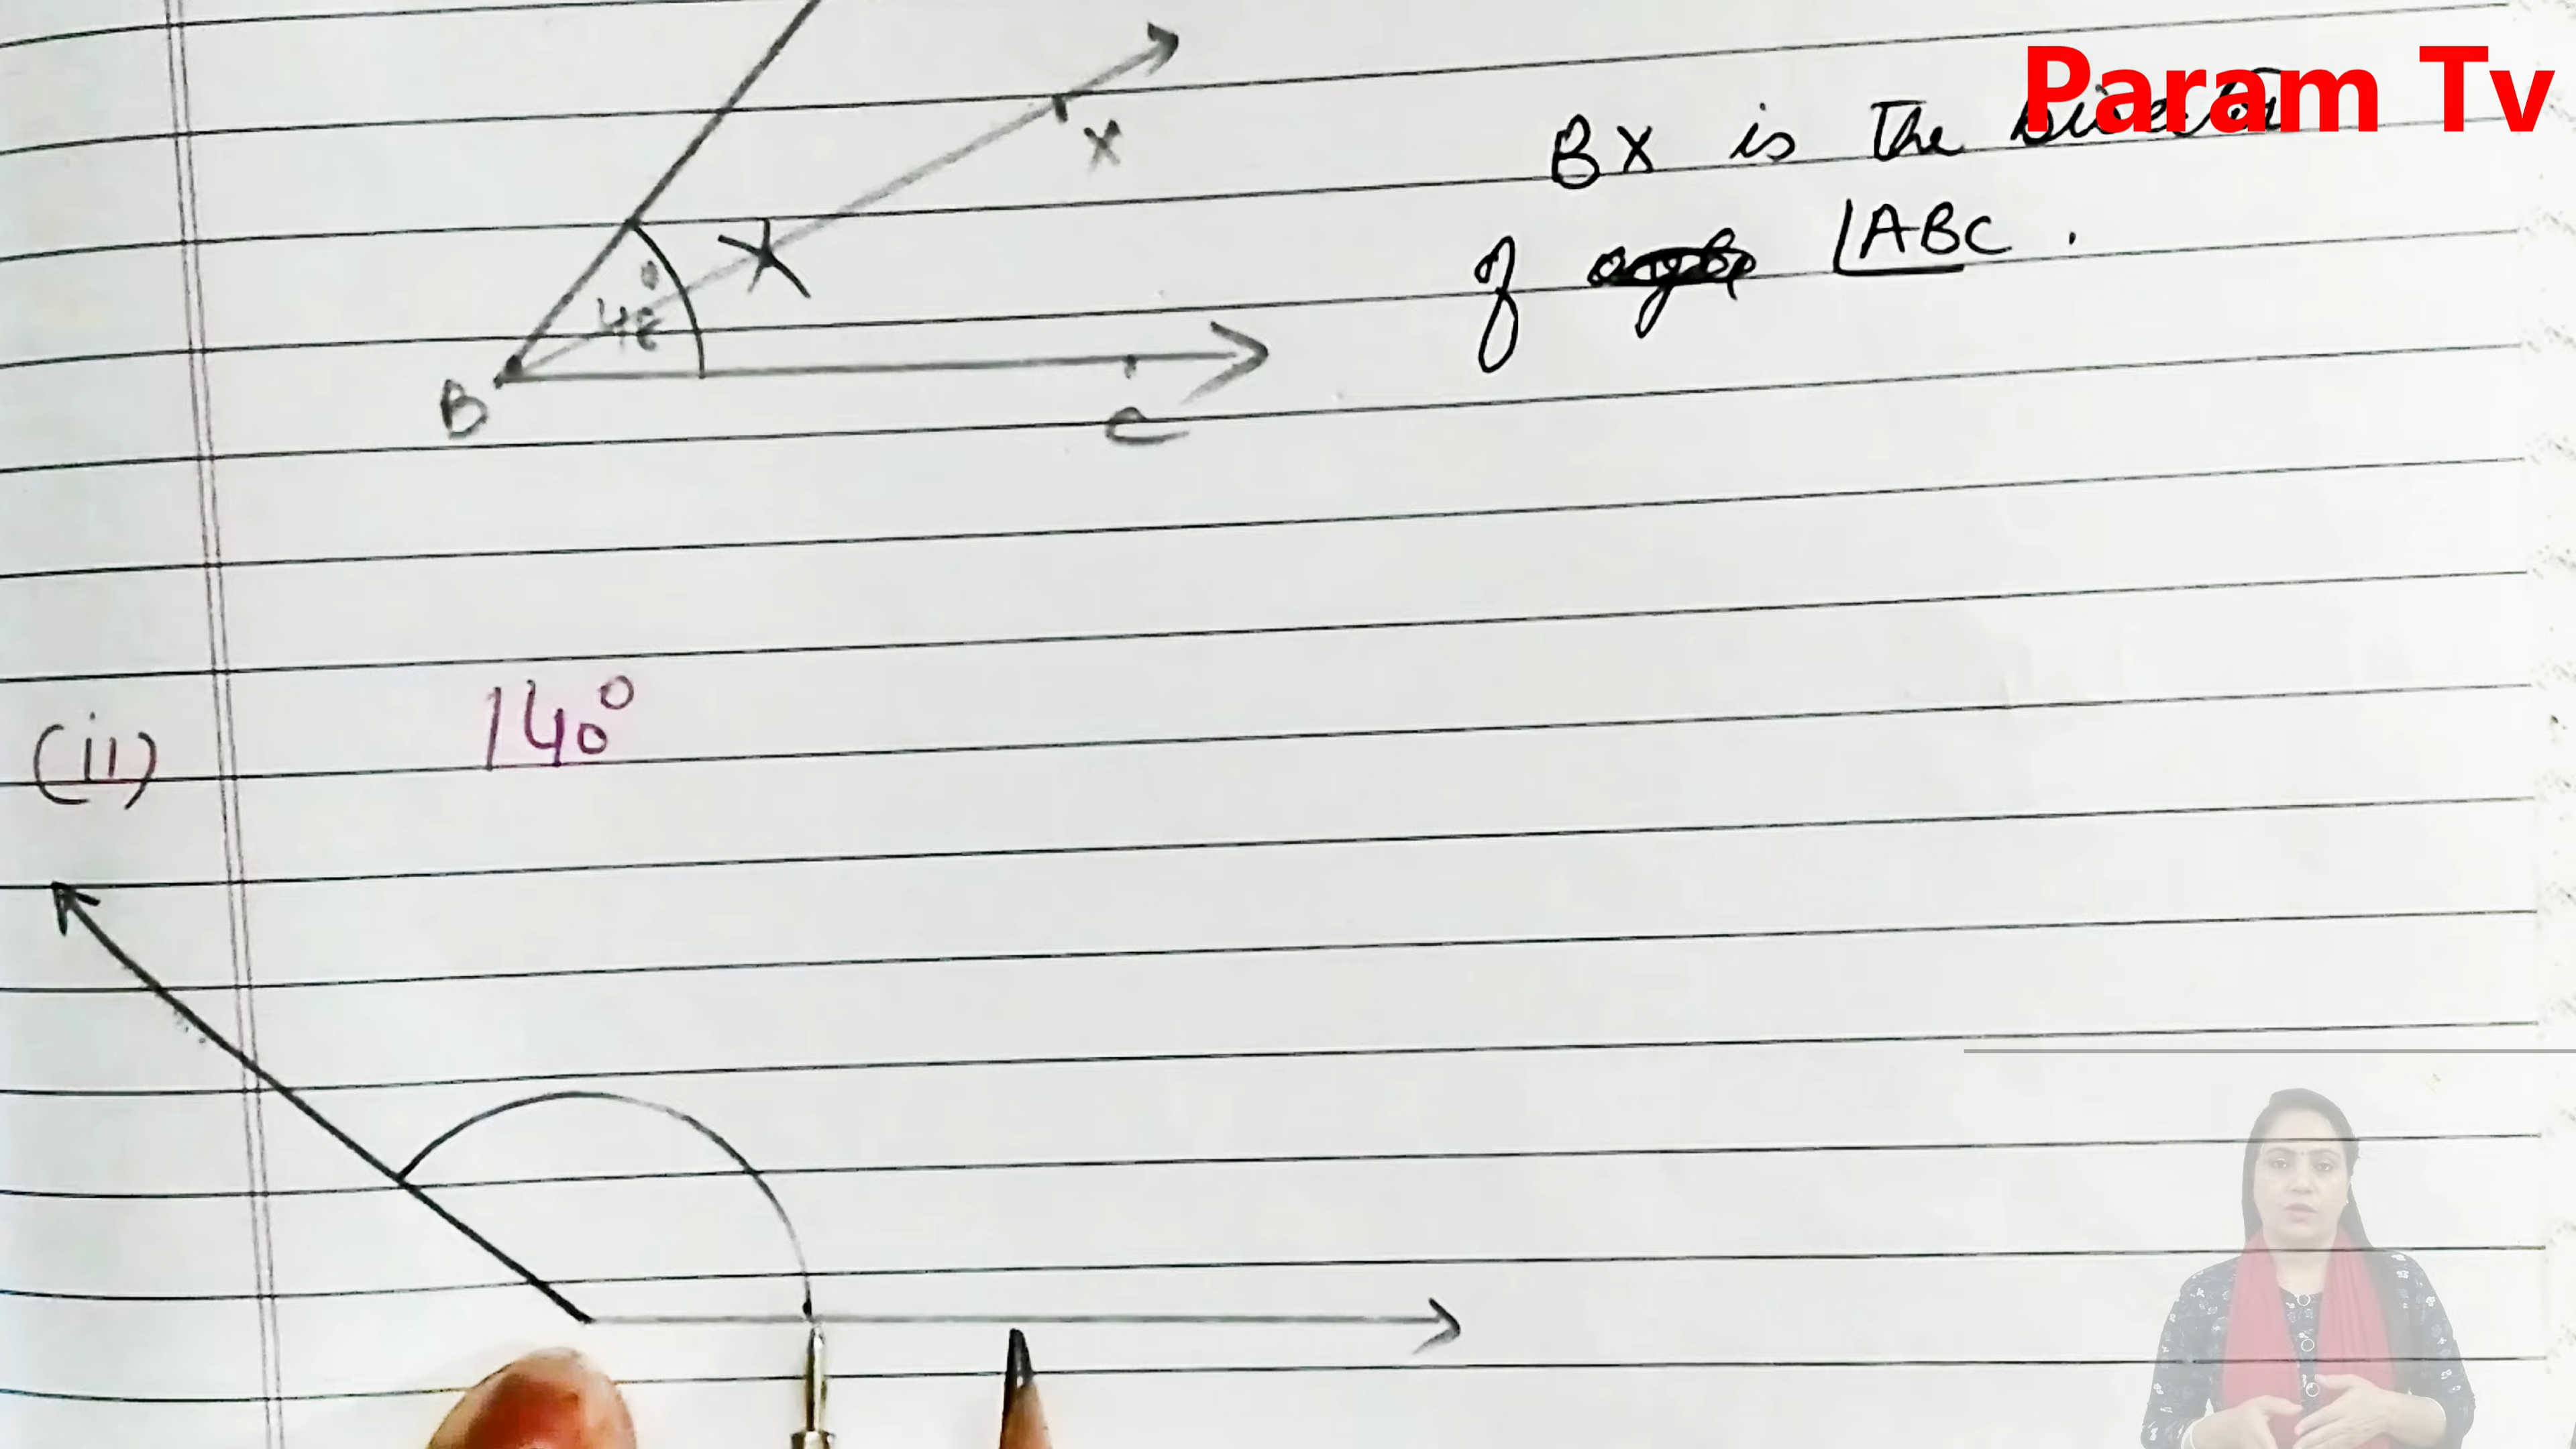 Param Tv
BX is The
of ∠ABC .
X
48°
B
C
(ii) 140°